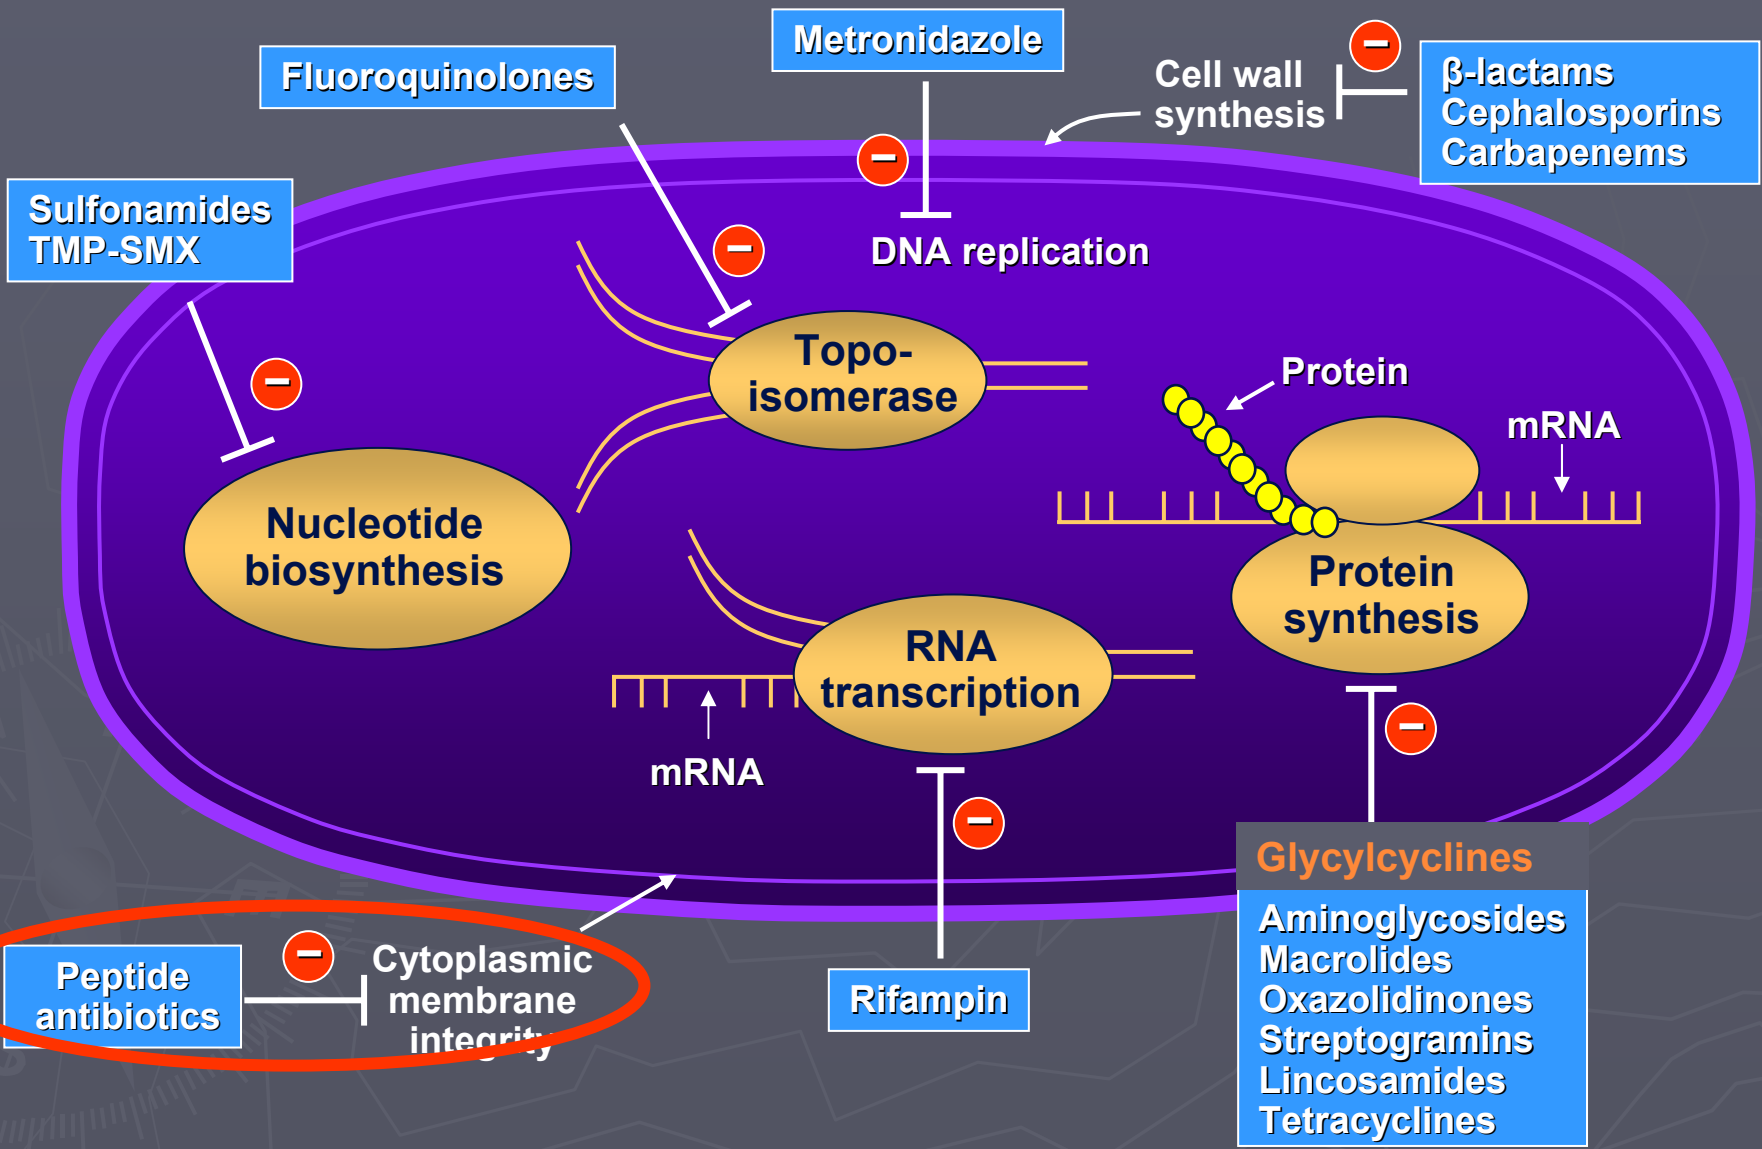 Metronidazole
Fluoroquinolones
Cell wall
synthesis
β-lactams
Cephalosporins
Carbapenems
Sulfonamides
TMP-SMX
DNA replication
Topo-
isomerase
Protein
mRNA
Nucleotide
biosynthesis
Protein
synthesis
RNA
transcription
mRNA
Glycylcyclines
Aminoglycosides
Macrolides
Oxazolidinones
Streptogramins
Lincosamides
Tetracyclines
Peptide
antibiotics
Cytoplasmic
membrane
integrity
Rifampin